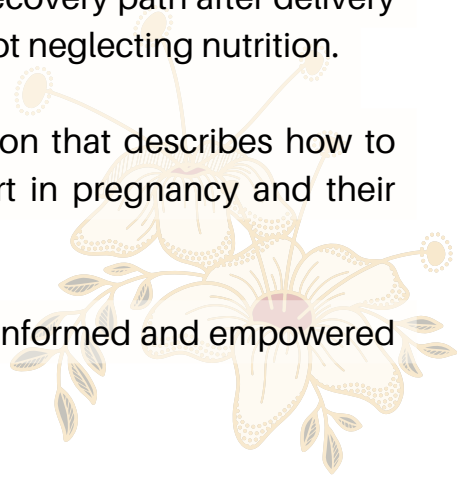 ecovery path after delivery
ot neglecting nutrition.
on that describes how to
rt in pregnancy and their
nformed and empowered